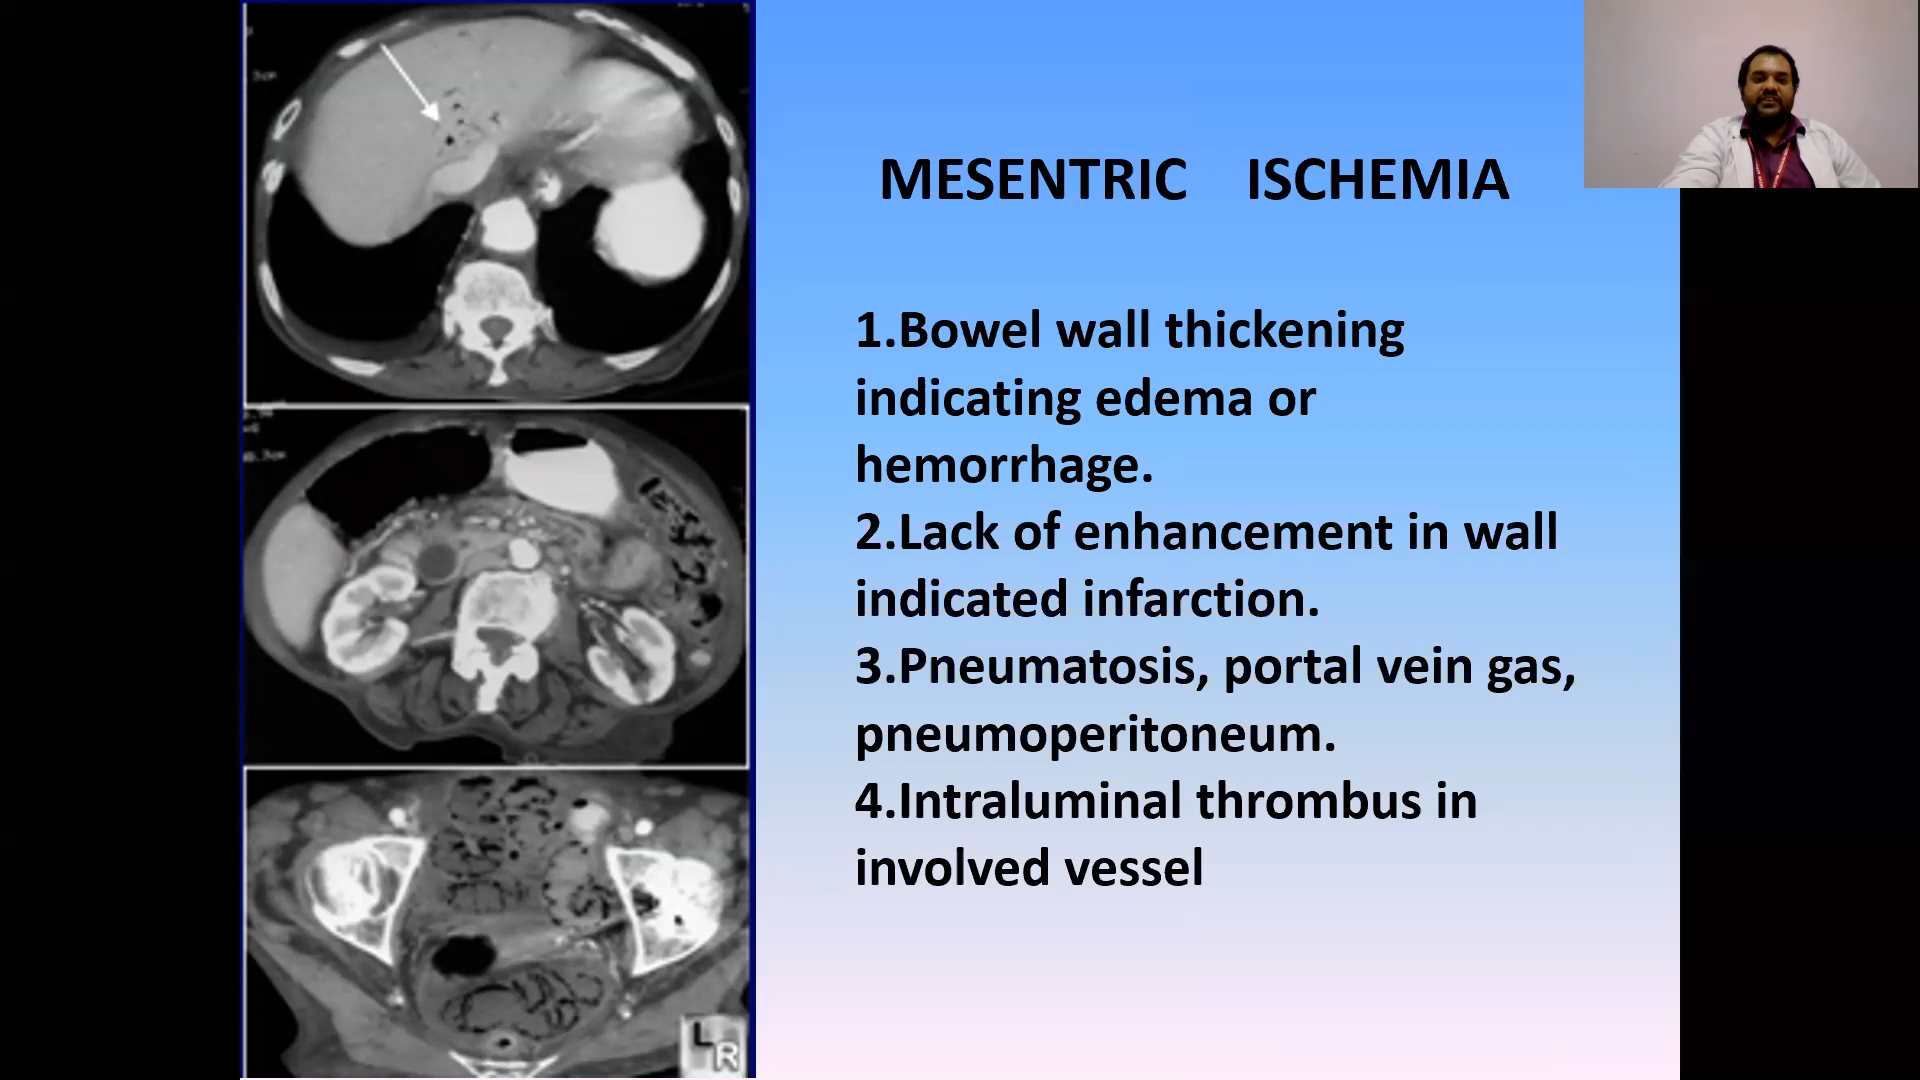 MESENTRIC ISCHEMIA
1.Bowel wall thickening
indicating edema or
hemorrhage.
2.Lack of enhancement in wall
indicated infarction.
3.Pneumatosis, portal vein gas,
pneumoperitoneum.
4.Intraluminal thrombus in
involved vessel
L
R